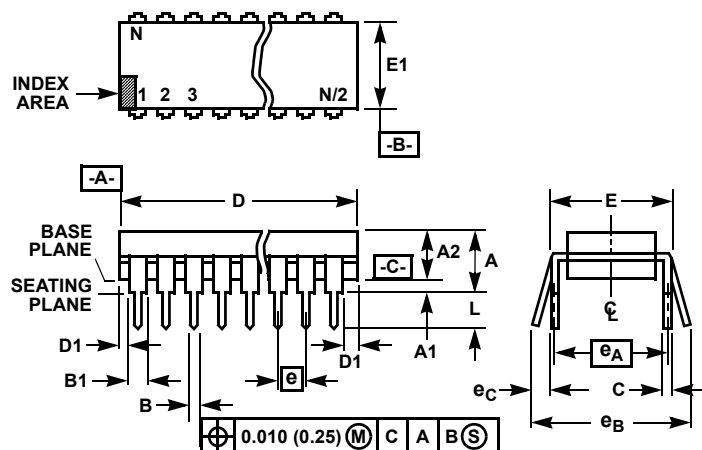 N
E1
INDEX
AREA
1 2 3 N/2
-B-
-A-
D
E
BASE
PLANE
A2
A
-C-
SEATING
PLANE
L
C L
D1
A1
D1
eA
B1
e
eC
C
B
eB
⌖ 0.010 (0.25) Ⓜ C A B Ⓢ